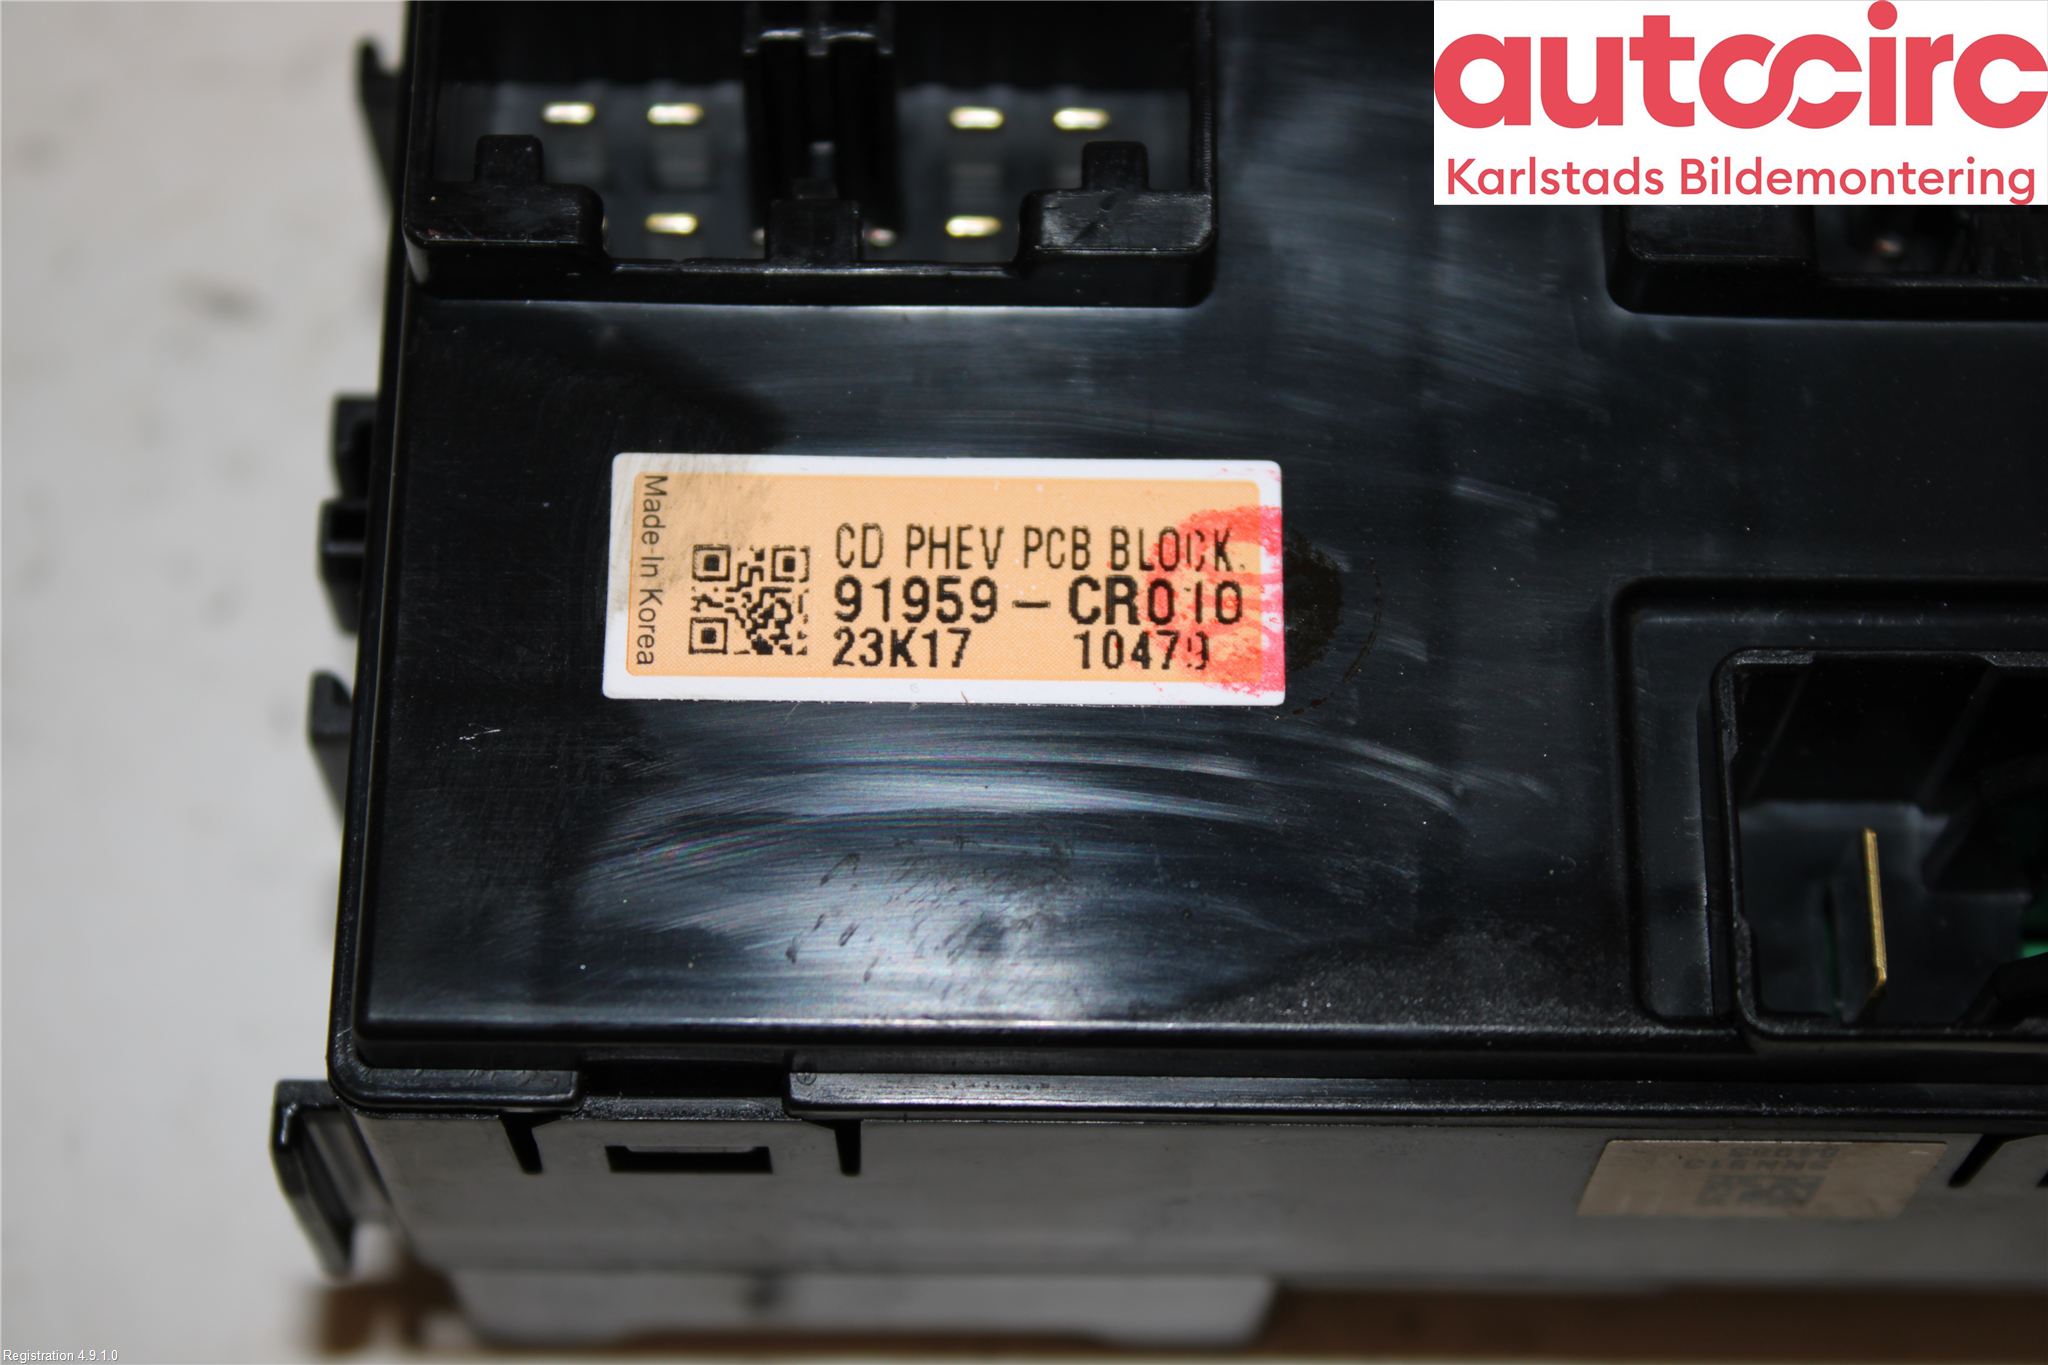 autocirc
Karlstads Bildemontering
Made-In Korea
CD PHEV PCB BLOCK.
91959-CR010
23K17 10479
Registration 4.9.1.0